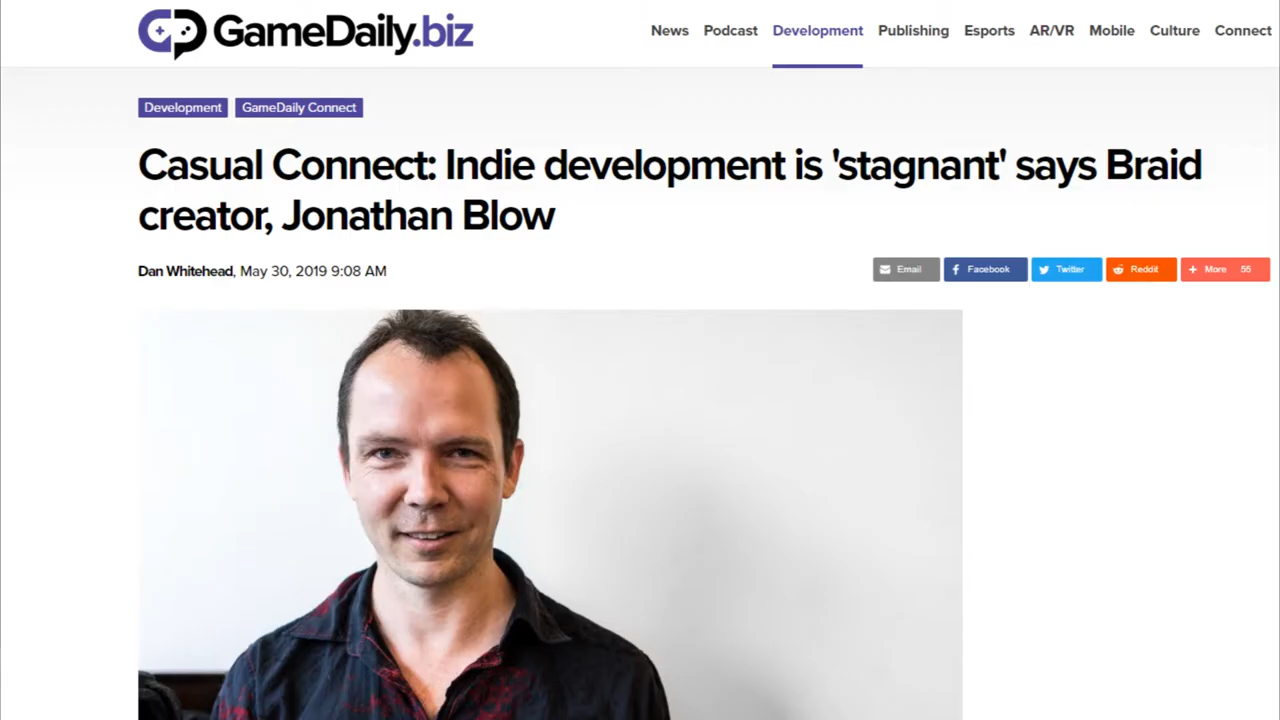 GameDaily.biz
News Podcast Development Publishing Esports AR/VR Mobile Culture Connect
Development GameDaily Connect
Casual Connect: Indie development is 'stagnant' says Braid
creator, Jonathan Blow
Dan Whitehead, May 30, 2019 9:08 AM
Email Facebook Twitter Reddit More 55